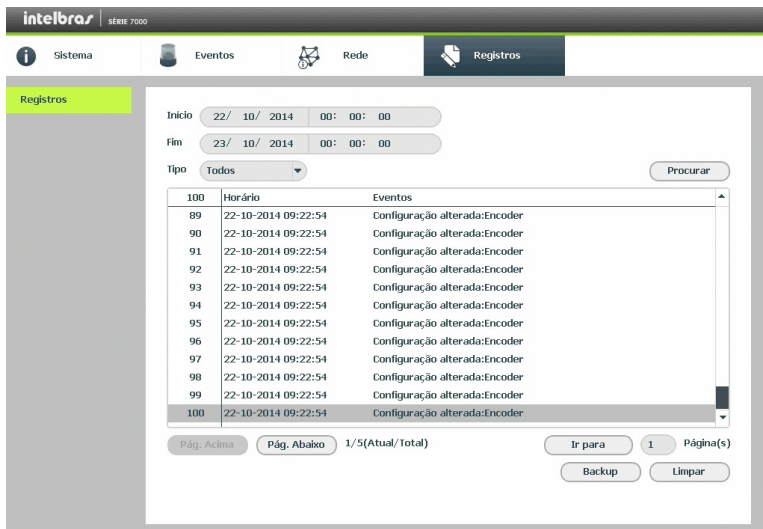 intelbras SÉRIE 7000
Sistema Eventos Rede Registros
Registros
Início 22/ 10/ 2014 00: 00: 00
Fim 23/ 10/ 2014 00: 00: 00
Tipo Todos Procurar
100 Horário Eventos
89 22-10-2014 09:22:54 Configuração alterada:Encoder
90 22-10-2014 09:22:54 Configuração alterada:Encoder
91 22-10-2014 09:22:54 Configuração alterada:Encoder
92 22-10-2014 09:22:54 Configuração alterada:Encoder
93 22-10-2014 09:22:54 Configuração alterada:Encoder
94 22-10-2014 09:22:54 Configuração alterada:Encoder
95 22-10-2014 09:22:54 Configuração alterada:Encoder
96 22-10-2014 09:22:54 Configuração alterada:Encoder
97 22-10-2014 09:22:54 Configuração alterada:Encoder
98 22-10-2014 09:22:54 Configuração alterada:Encoder
99 22-10-2014 09:22:54 Configuração alterada:Encoder
100 22-10-2014 09:22:54 Configuração alterada:Encoder
Pág. Acima Pág. Abaixo 1/5(Atual/Total) Ir para 1 Página(s)
Backup Limpar